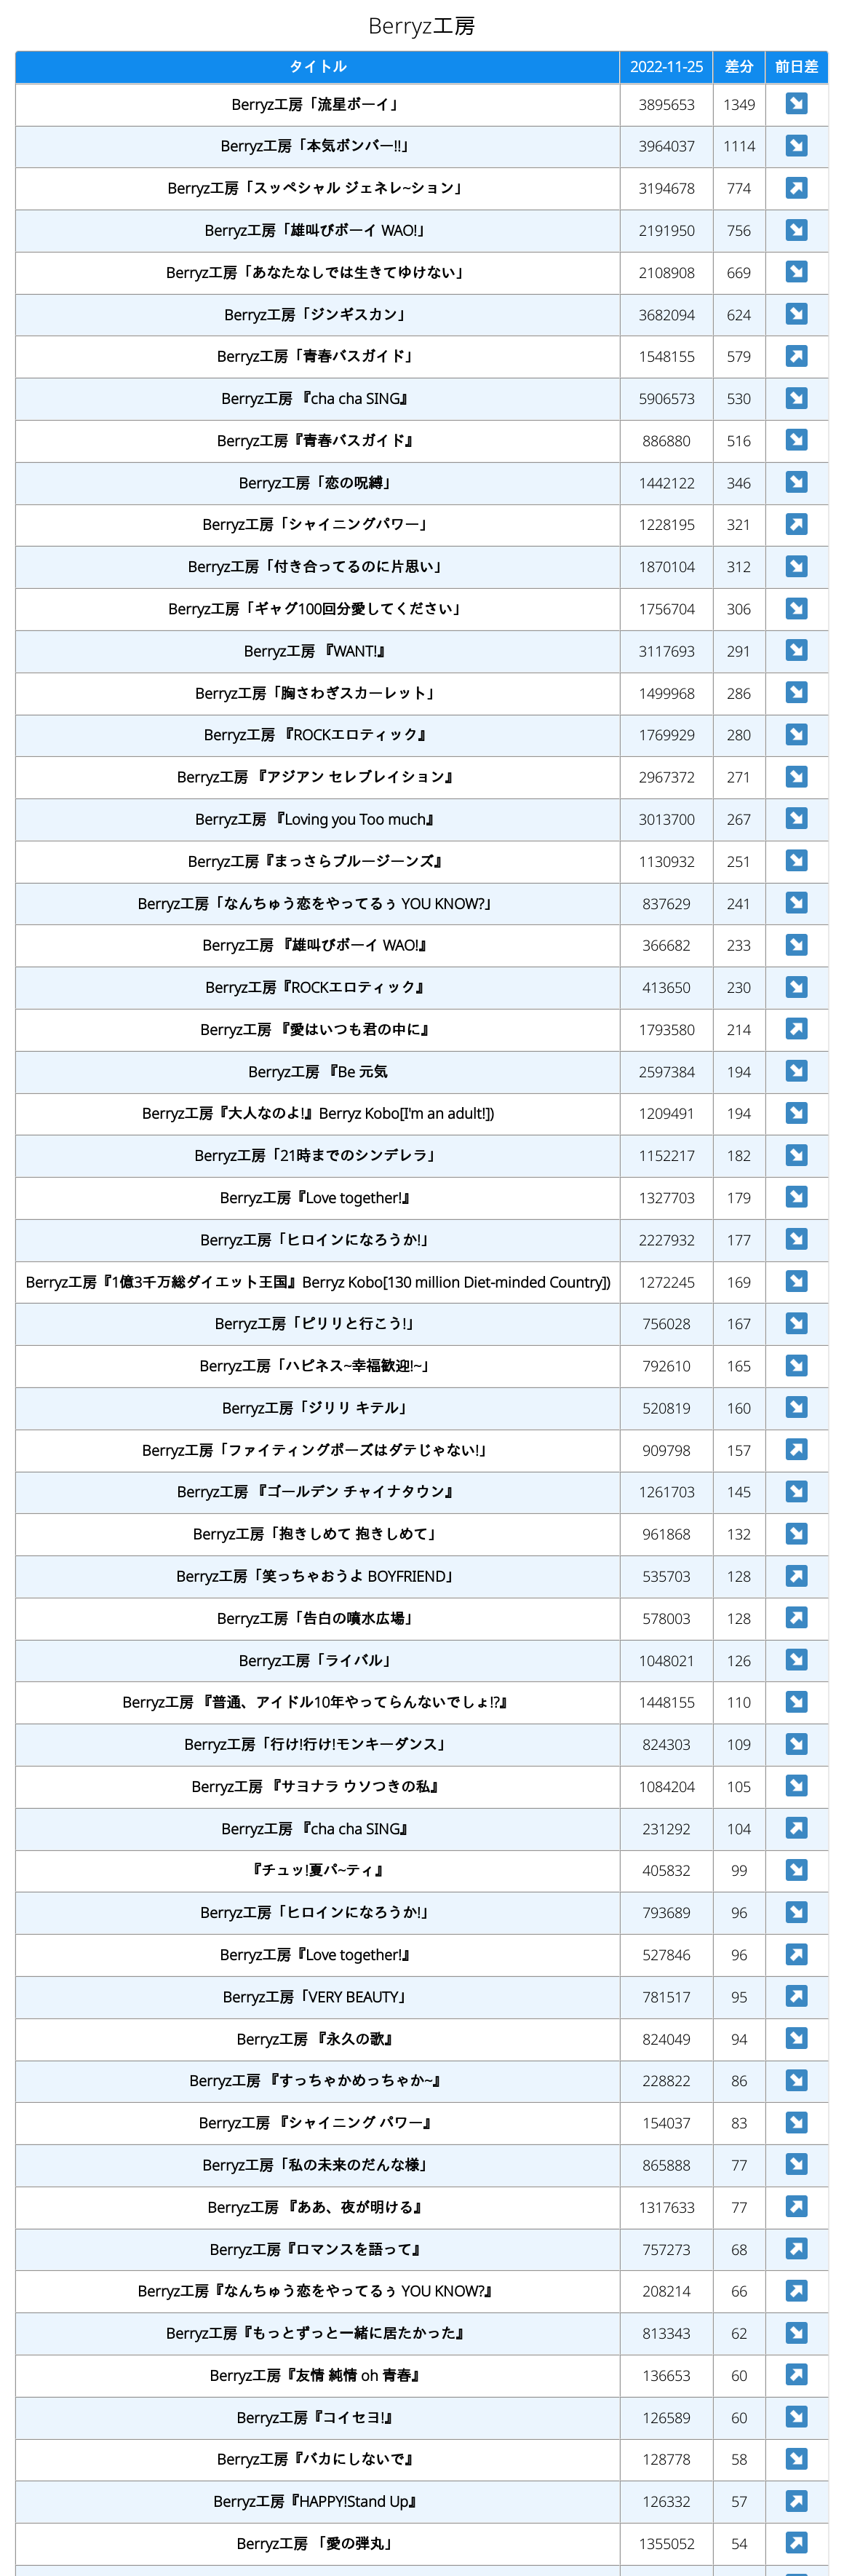 Berryz工房
タイトル 2022-11-25 差分 前日差
Berryz工房「流星ボーイ」 3895653 1349 ↘
Berryz工房「本気ボンバー!!」 3964037 1114 ↘
Berryz工房「スッペシャル ジェネレ~ション」 3194678 774 ↗
Berryz工房「雄叫びボーイ WAO!」 2191950 756 ↘
Berryz工房「あなたなしでは生きてゆけない」 2108908 669 ↘
Berryz工房「ジンギスカン」 3682094 624 ↘
Berryz工房「青春バスガイド」 1548155 579 ↗
Berryz工房 『cha cha SING』 5906573 530 ↘
Berryz工房『青春バスガイド』 886880 516 ↘
Berryz工房「恋の呪縛」 1442122 346 ↘
Berryz工房「シャイニングパワー」 1228195 321 ↗
Berryz工房「付き合ってるのに片思い」 1870104 312 ↘
Berryz工房「ギャグ100回分愛してください」 1756704 306 ↘
Berryz工房 『WANT!』 3117693 291 ↘
Berryz工房「胸さわぎスカーレット」 1499968 286 ↘
Berryz工房 『ROCKエロティック』 1769929 280 ↘
Berryz工房 『アジアン セレブレイション』 2967372 271 ↘
Berryz工房 『Loving you Too much』 3013700 267 ↘
Berryz工房『まっさらブルージーンズ』 1130932 251 ↘
Berryz工房「なんちゅう恋をやってるぅ YOU KNOW?」 837629 241 ↘
Berryz工房 『雄叫びボーイ WAO!』 366682 233 ↘
Berryz工房『ROCKエロティック』 413650 230 ↘
Berryz工房 『愛はいつも君の中に』 1793580 214 ↗
Berryz工房 『Be 元気 2597384 194 ↘
Berryz工房『大人なのよ!』Berryz Kobo[I'm an adult!]) 1209491 194 ↘
Berryz工房「21時までのシンデレラ」 1152217 182 ↘
Berryz工房『Love together!』 1327703 179 ↘
Berryz工房「ヒロインになろうか!」 2227932 177 ↘
Berryz工房『1億3千万総ダイエット王国』Berryz Kobo[130 million Diet-minded Country]) 1272245 169 ↘
Berryz工房「ピリリと行こう!」 756028 167 ↘
Berryz工房「ハピネス~幸福歓迎!~」 792610 165 ↘
Berryz工房「ジリリ キテル」 520819 160 ↘
Berryz工房「ファイティングポーズはダテじゃない!」 909798 157 ↗
Berryz工房 『ゴールデン チャイナタウン』 1261703 145 ↘
Berryz工房「抱きしめて 抱きしめて」 961868 132 ↘
Berryz工房「笑っちゃおうよ BOYFRIEND」 535703 128 ↗
Berryz工房「告白の噴水広場」 578003 128 ↗
Berryz工房「ライバル」 1048021 126 ↘
Berryz工房 『普通、アイドル10年やってらんないでしょ!?』 1448155 110 ↘
Berryz工房「行け!行け!モンキーダンス」 824303 109 ↘
Berryz工房 『サヨナラ ウソつきの私』 1084204 105 ↘
Berryz工房 『cha cha SING』 231292 104 ↗
『チュッ!夏パ~ティ』 405832 99 ↘
Berryz工房「ヒロインになろうか!」 793689 96 ↘
Berryz工房『Love together!』 527846 96 ↗
Berryz工房「VERY BEAUTY」 781517 95 ↗
Berryz工房 『永久の歌』 824049 94 ↘
Berryz工房 『すっちゃかめっちゃか~』 228822 86 ↘
Berryz工房 『シャイニング パワー』 154037 83 ↘
Berryz工房「私の未来のだんな様」 865888 77 ↘
Berryz工房 『ああ、夜が明ける』 1317633 77 ↗
Berryz工房『ロマンスを語って』 757273 68 ↗
Berryz工房『なんちゅう恋をやってるぅ YOU KNOW?』 208214 66 ↗
Berryz工房『もっとずっと一緒に居たかった』 813343 62 ↘
Berryz工房『友情 純情 oh 青春』 136653 60 ↗
Berryz工房『コイセヨ!』 126589 60 ↘
Berryz工房『バカにしないで』 128778 58 ↘
Berryz工房『HAPPY!Stand Up』 126332 57 ↗
Berryz工房 「愛の弾丸」 1355052 54 ↗